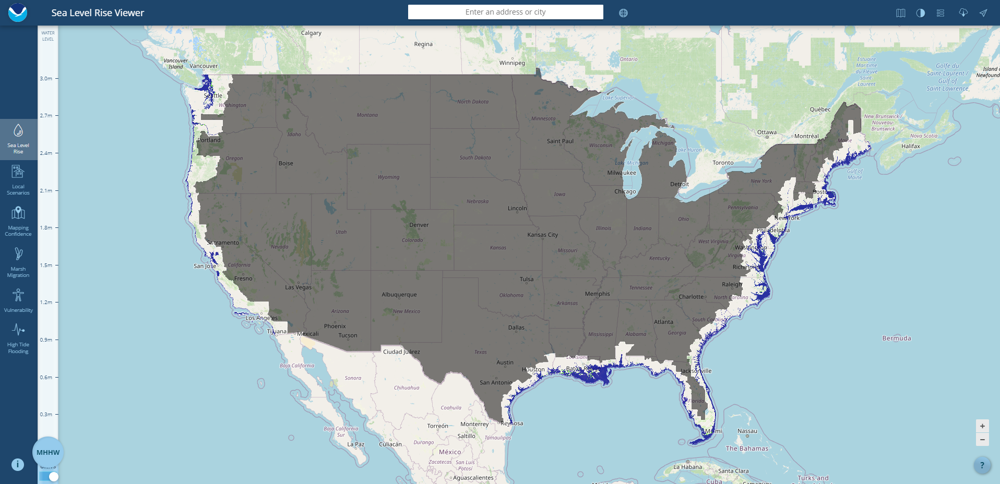 Sea Level Rise Viewer
Enter an address or city
WATER
LEVEL
3.0m
2.7m
2.4m
2.1m
1.8m
1.5m
1.2m
0.9m
0.6m
0.3m
MHHW
Sea Level
Rise
Local
Scenarios
Mapping
Confidence
Marsh
Migration
Vulnerability
High Tide
Flooding
i
Calgary
Regina
Winnipeg
Ontario
Vancouver
Island
Vancouver
Estuaire
Maritime
du Fleuve
Saint-
Laurent
Golfe du
Saint-Laurent /
Gulf of
Saint Lawrence
Island
Newfound
Seattle
Washington
Montana
North Dakota
Minnesota
Lake Superior
Québec
New Brunswick /
Nouveau-
Brunswick
Ottawa
Montréal
Nova Scotia
Halifax
Maine
Gulf of
Maine
Portland
Oregon
Idaho
Boise
Saint Paul
Wisconsin
Michigan
Lake Huron
Lake Michigan
South Dakota
Toronto
Milwaukee
Detroit
Chicago
Wyoming
New York
Boston
Nebraska
Iowa
Lincoln
Pennsylvania
New York
Ohio
Philadelphia
Denver
Utah
Colorado
Illinois
Indiana
Kansas City
West Virginia
Washington
Sacramento
Nevada
Kansas
Missouri
Kentucky
Virginia
Richmond
San Jose
California
Fresno
Las Vegas
Tulsa
Albuquerque
Oklahoma
Memphis
Tennessee
Arkansas
Raleigh
Charlotte
North Carolina
Los Angeles
Arizona
New Mexico
Phoenix
Tucson
Dallas
Atlanta
South Carolina
Georgia
Mississippi
Alabama
Tijuana
Mexicali
Bermuda
Ciudad Juárez
Texas
Austin
Louisiana
Houston
Baton Rouge
Jacksonville
Baja California
Sonora
Chihuahua
San Antonio
Florida
Coahuila
Reynosa
Torreón
Monterrey
Saltillo
Tamaulipas
Baja California
Sur
La Paz
Culiacán
Durango
México
Zacatecas
San Luis
Potosí
Aguascalientes
Miami
Nassau
The Bahamas
La Habana
Santa Clara
Cuba
Camagüey
Turks and
+
−
?